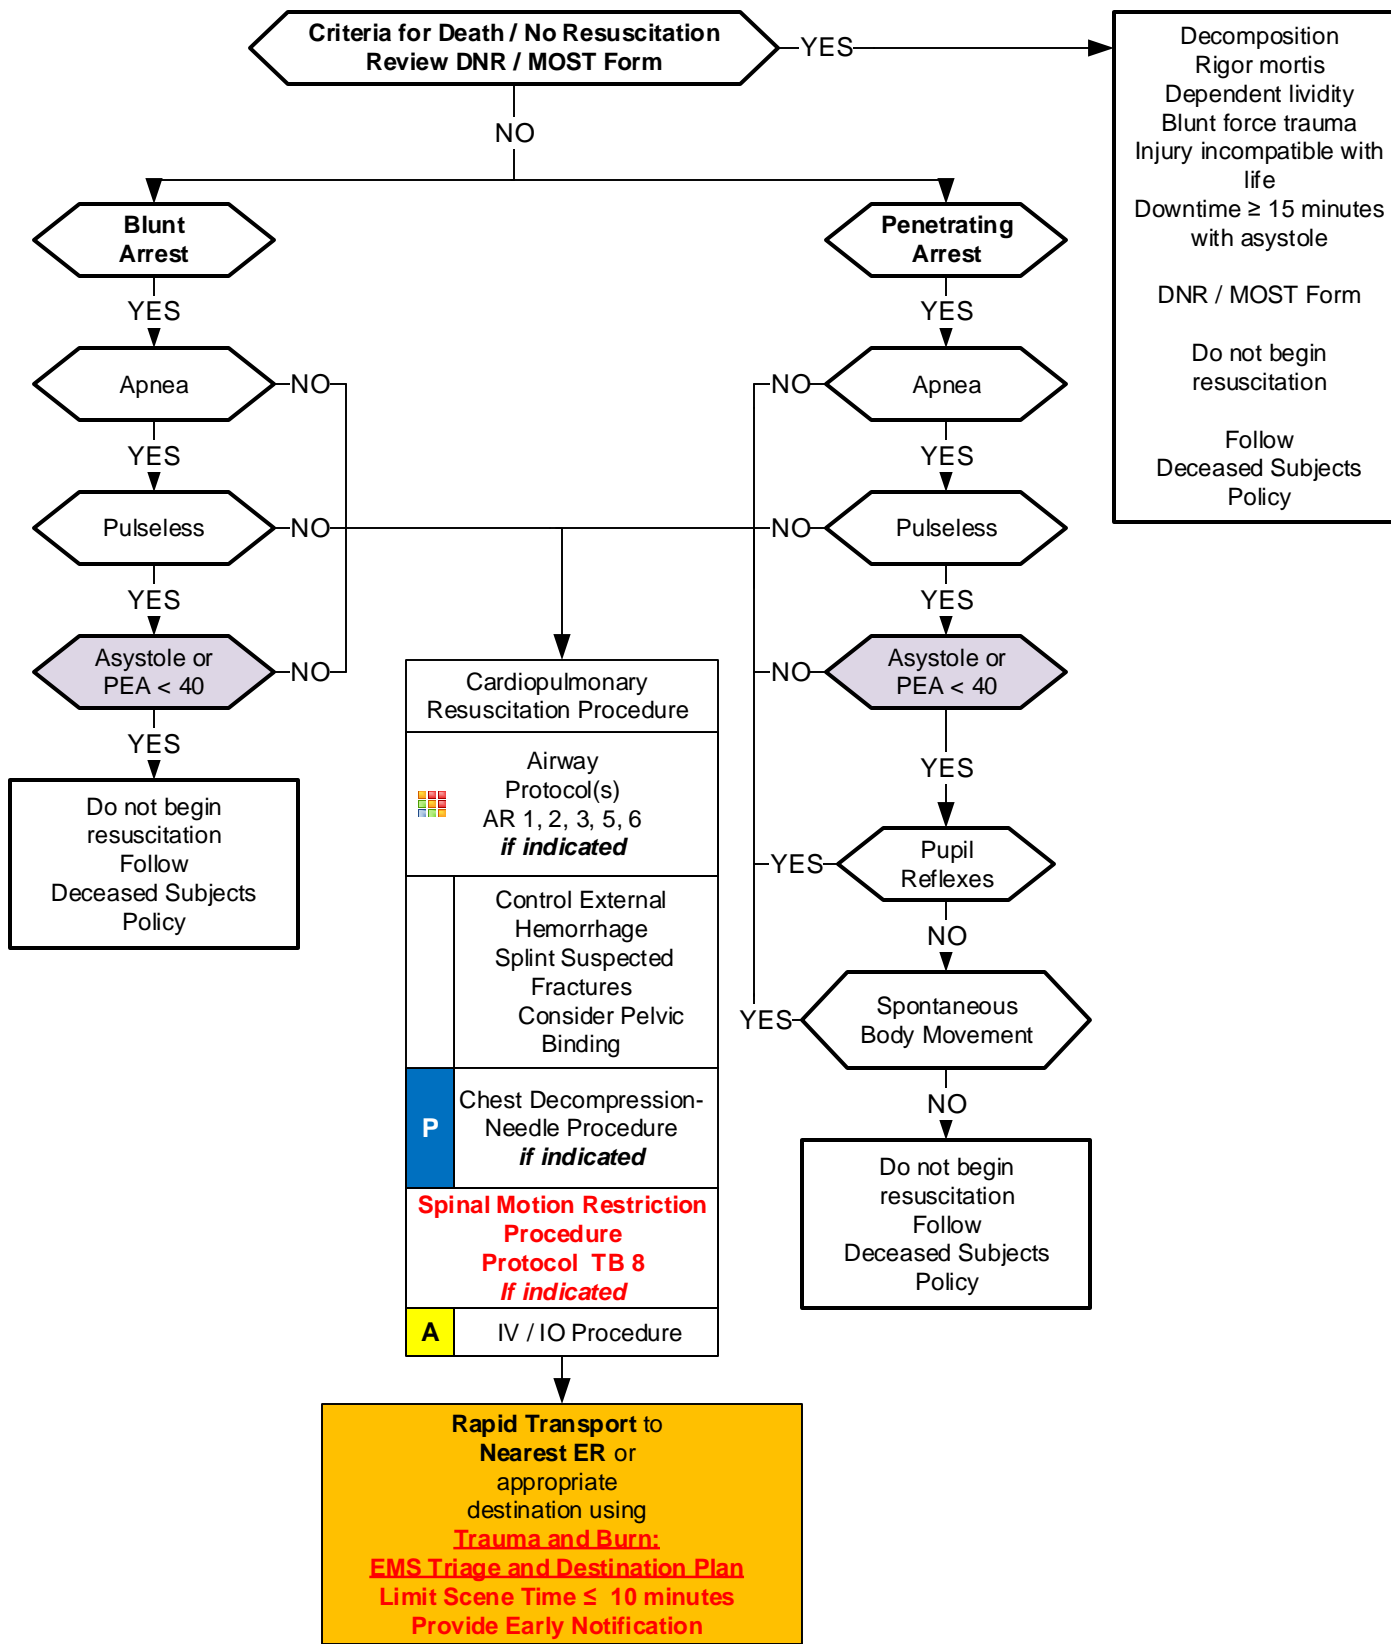 Criteria for Death / No Resuscitation
Review DNR / MOST Form
YES
Decomposition
Rigor mortis
Dependent lividity
Blunt force trauma
Injury incompatible with
life
Downtime ≥ 15 minutes
with asystole
DNR / MOST Form
Do not begin
resuscitation
Follow
Deceased Subjects
Policy
NO
Blunt
Arrest
YES
Apnea
NO
YES
Pulseless
NO
YES
Asystole or
PEA < 40
NO
YES
Do not begin
resuscitation
Follow
Deceased Subjects
Policy
Penetrating
Arrest
YES
NO
Apnea
YES
NO
Pulseless
YES
NO
Asystole or
PEA < 40
YES
YES
Pupil
Reflexes
NO
YES
Spontaneous
Body Movement
NO
Do not begin
resuscitation
Follow
Deceased Subjects
Policy
Cardiopulmonary
Resuscitation Procedure
Airway
Protocol(s)
AR 1, 2, 3, 5, 6
if indicated
Control External
Hemorrhage
Splint Suspected
Fractures
Consider Pelvic
Binding
P
Chest Decompression-
Needle Procedure
if indicated
Spinal Motion Restriction
Procedure
Protocol TB 8
If indicated
A
IV / IO Procedure
Rapid Transport to
Nearest ER or
appropriate
destination using
Trauma and Burn:
EMS Triage and Destination Plan
Limit Scene Time ≤ 10 minutes
Provide Early Notification